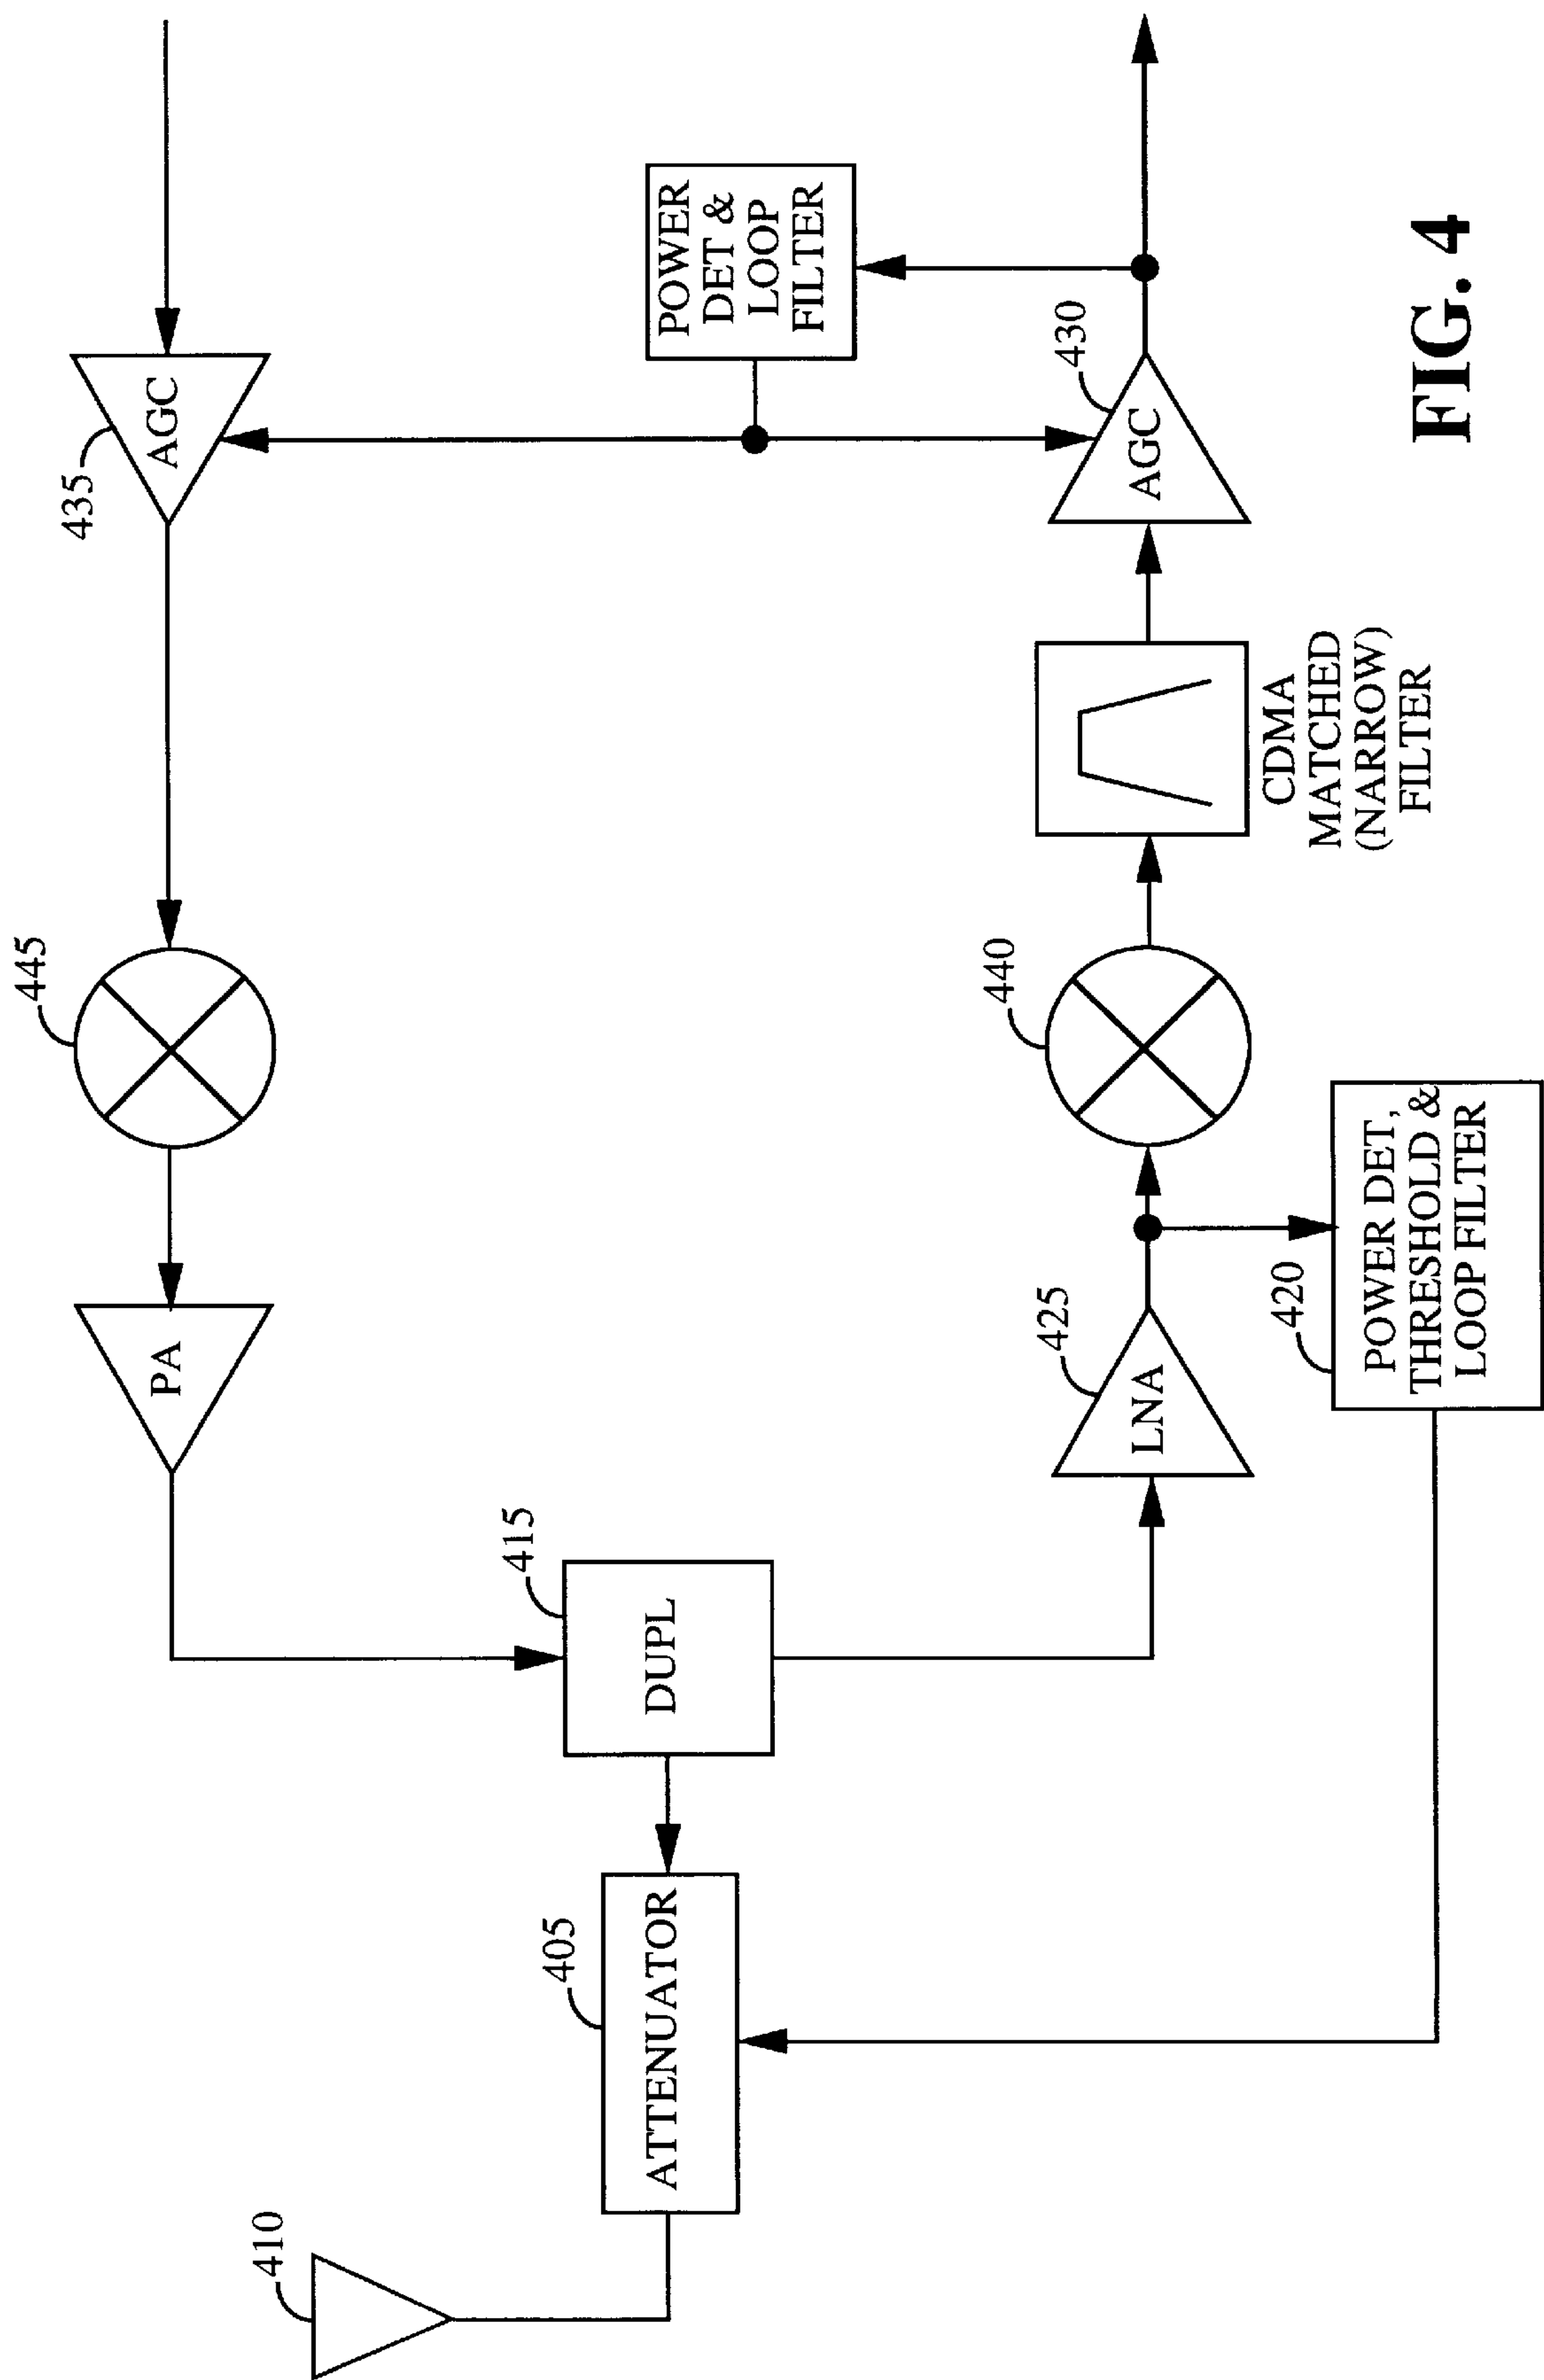 410
ATTENUATOR
405
DUPL
415
PA
445
AGC
435
POWER
DET &
LOOP
FILTER
LNA
425
440
CDMA
MATCHED
(NARROW)
FILTER
AGC
430
420
POWER DET,
THRESHOLD &
LOOP FILTER
FIG. 4